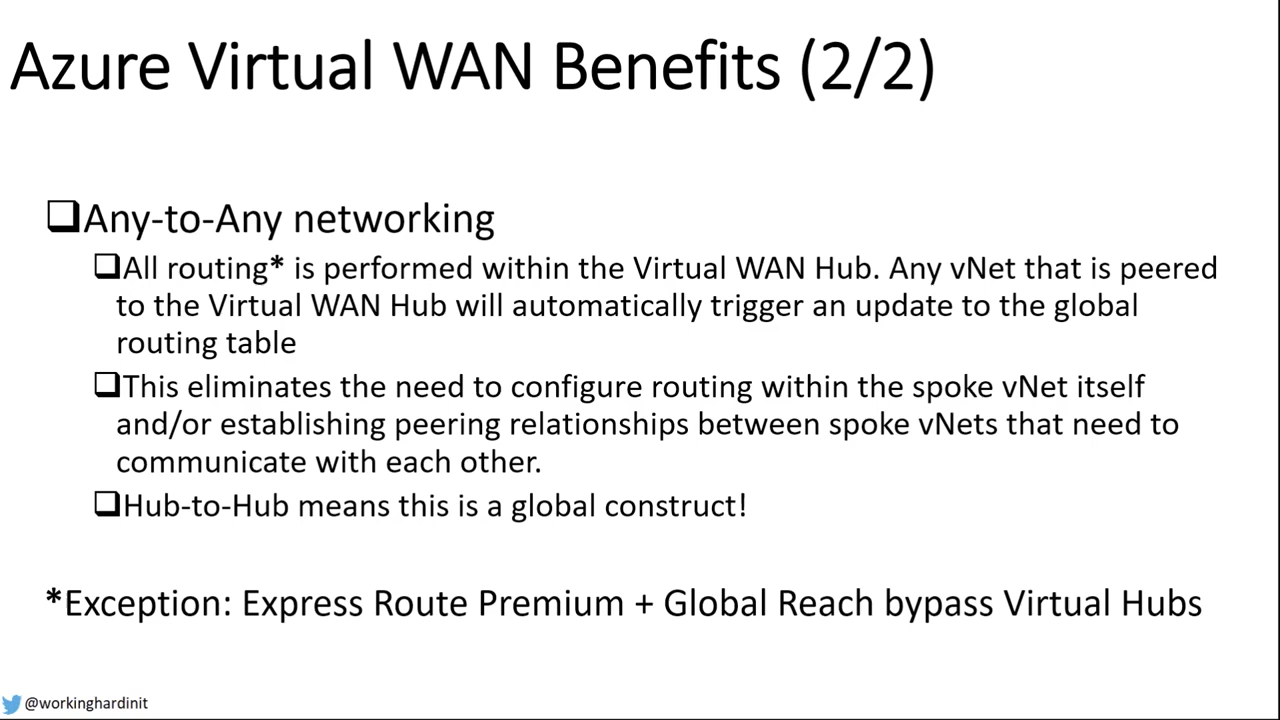 Azure Virtual WAN Benefits (2/2)
❑Any-to-Any networking
❑All routing* is performed within the Virtual WAN Hub. Any vNet that is peered
to the Virtual WAN Hub will automatically trigger an update to the global
routing table
❑This eliminates the need to configure routing within the spoke vNet itself
and/or establishing peering relationships between spoke vNets that need to
communicate with each other.
❑Hub-to-Hub means this is a global construct!
*Exception: Express Route Premium + Global Reach bypass Virtual Hubs
@workinghardinit